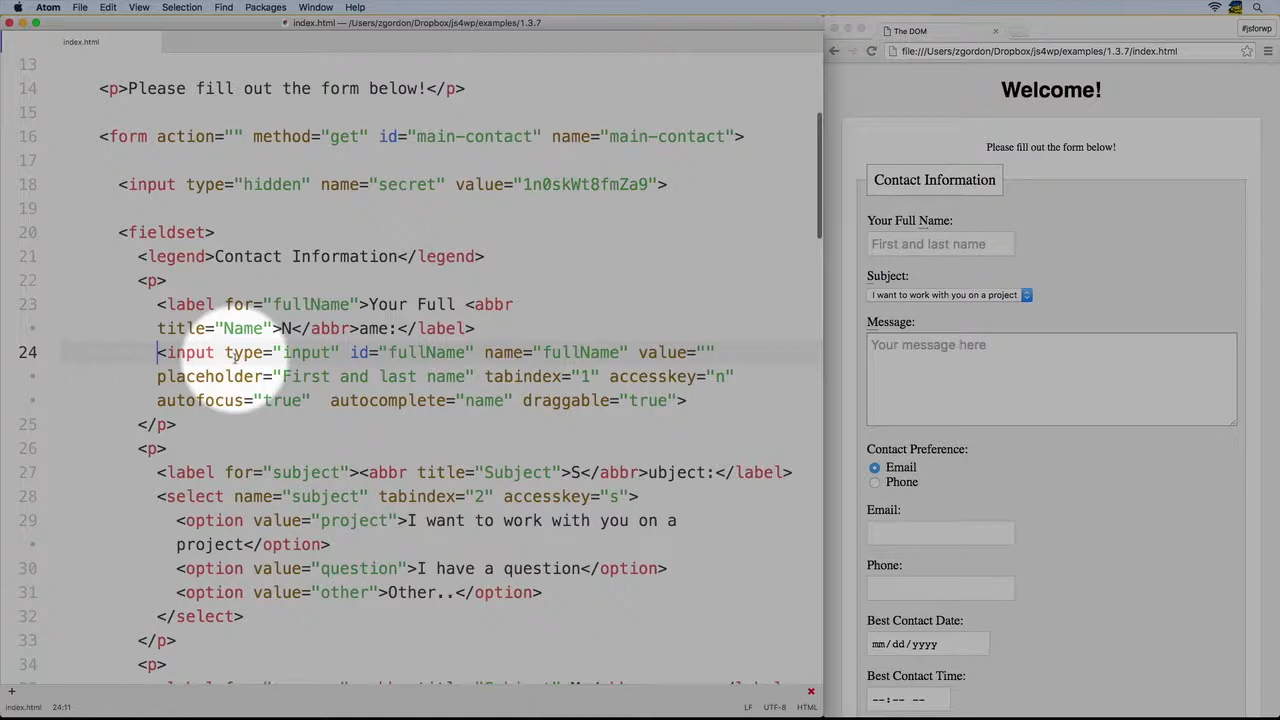 Atom File Edit View Selection Find Packages Window Help
index.html — /Users/zgordon/Dropbox/js4wp/examples/1.3.7
index.html
13
14 <p>Please fill out the form below!</p>
15
16 <form action="" method="get" id="main-contact" name="main-contact">
17
18 <input type="hidden" name="secret" value="1n0skWt8fmZa9">
19
20 <fieldset>
21 <legend>Contact Information</legend>
22 <p>
23 <label for="fullName">Your Full <abbr
title="Name">N</abbr>ame:</label>
24 <input type="input" id="fullName" name="fullName" value=""
placeholder="First and last name" tabindex="1" accesskey="n"
autofocus="true"  autocomplete="name" draggable="true">
25 </p>
26 <p>
27 <label for="subject"><abbr title="Subject">S</abbr>ubject:</label>
28 <select name="subject" tabindex="2" accesskey="s">
29 <option value="project">I want to work with you on a
project</option>
30 <option value="question">I have a question</option>
31 <option value="other">Other..</option>
32 </select>
33 </p>
34 <p>
index.html 24:11 LF UTF-8 HTML
The DOM
#jsforwp
file:///Users/zgordon/Dropbox/js4wp/examples/1.3.7/index.html
Welcome!
Please fill out the form below!
Contact Information
Your Full Name:
First and last name
Subject:
I want to work with you on a project
Message:
Your message here
Contact Preference:
Email
Phone
Email:
Phone:
Best Contact Date:
mm/dd/yyyy
Best Contact Time:
--:-- --